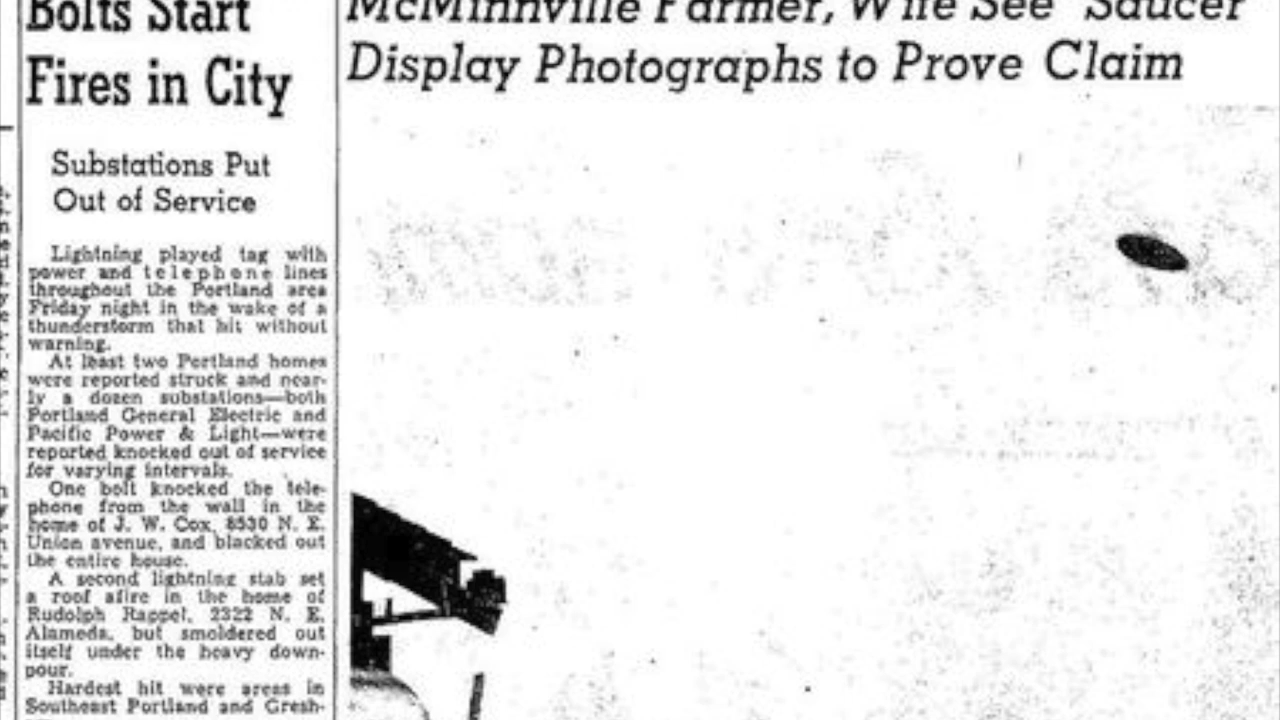 Bolts Start
Fires in City
Substations Put
Out of Service
Lightning played tag with
power and telephone lines
throughout the Portland area
Friday night in the wake of a
thunderstorm that hit without
warning.
At least two Portland homes
were reported struck and near-
ly a dozen substations—both
Portland General Electric and
Pacific Power & Light—were
reported knocked out of service
for varying intervals.
One bolt knocked the tele-
phone from the wall in the
home of J. W. Cox, 8530 N. E.
Union avenue, and blacked out
the entire house.
A second lightning stab set
a roof afire in the home of
Rudolph Rappel, 2322 N. E.
Alameda, but smoldered out
itself under the heavy down-
pour.
Hardest hit were areas in
Southeast Portland and Gresh-
McMinnville Farmer, Wife See 'Saucer'
Display Photographs to Prove Claim